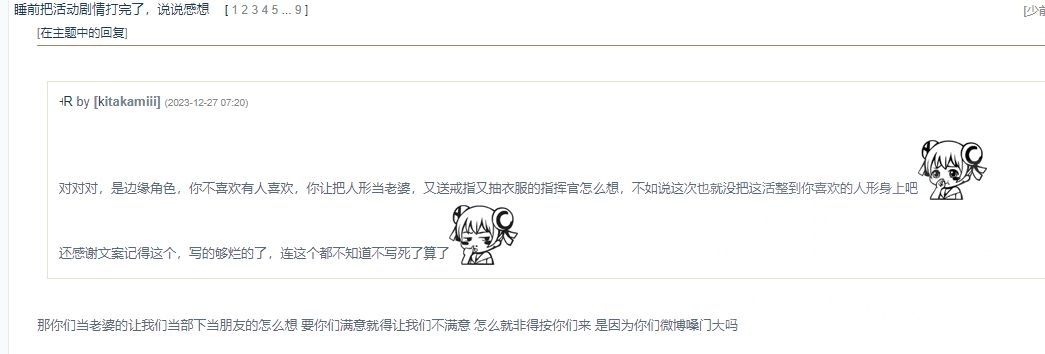 睡前把活动剧情打完了，说说感想 [ 1 2 3 4 5 ... 9 ] [少前
[在主题中的回复]
+R by [kitakamiii] (2023-12-27 07:20)
对对对，是边缘角色，你不喜欢有人喜欢，你让把人形当老婆，又送戒指又抽衣服的指挥官怎么想，不如说这次也就没把这活整到你喜欢的人形身上吧
还感谢文案记得这个，写的够烂的了，连这个都不知道不写死了算了
那你们当老婆的让我们当部下当朋友的怎么想 要你们满意就得让我们不满意 怎么就非得按你们来 是因为你们微博嗓门大吗